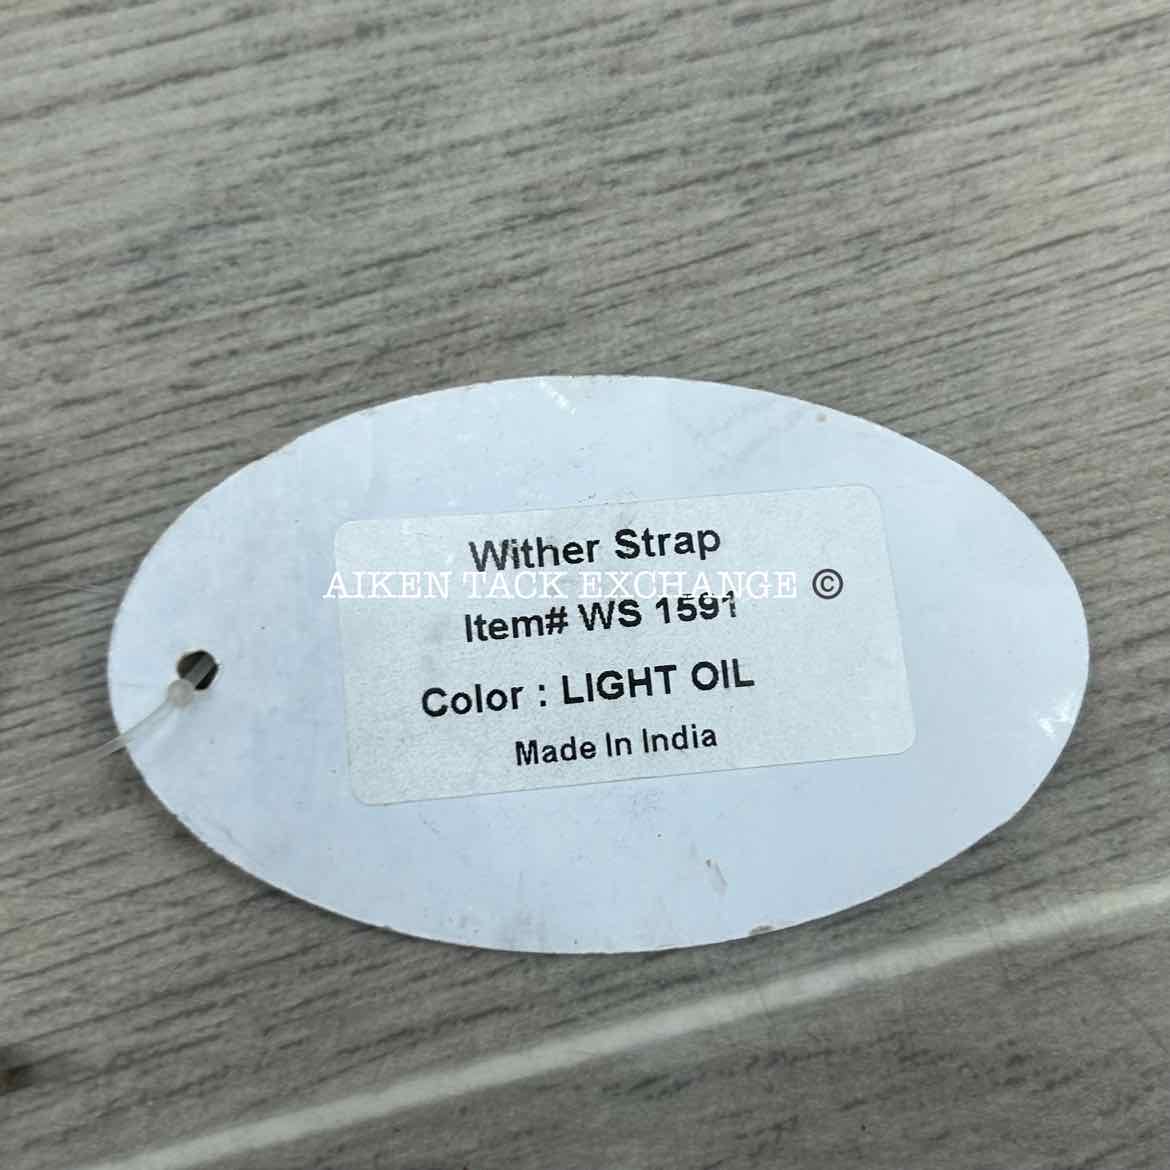 Wither Strap
AIKEN TACK EXCHANGE ©
Item# WS 1591
Color : LIGHT OIL
Made In India